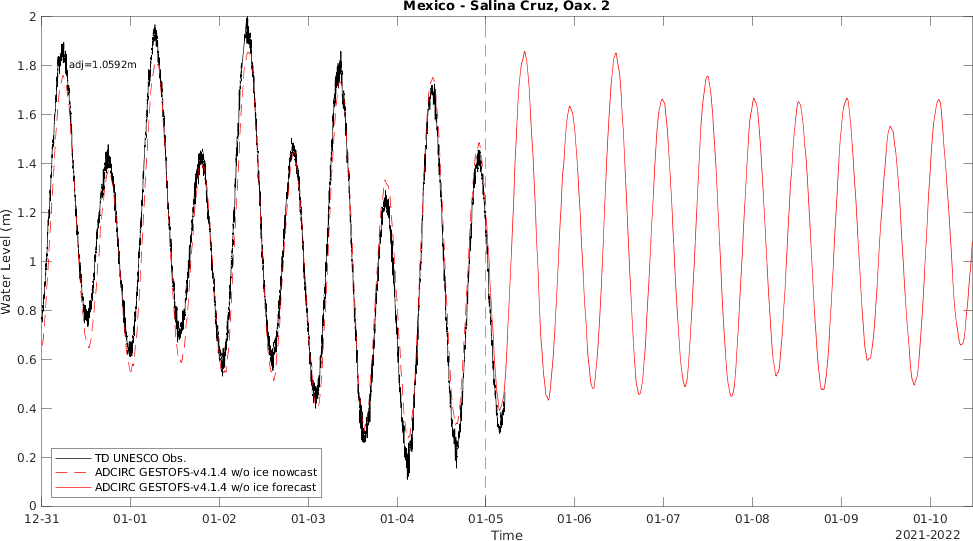 Mexico - Salina Cruz, Oax. 2
adj=1.0592m
Water Level (m)
2
1.8
1.6
1.4
1.2
1
0.8
0.6
0.4
0.2
0
TD UNESCO Obs.
ADCIRC GESTOFS-v4.1.4 w/o ice nowcast
ADCIRC GESTOFS-v4.1.4 w/o ice forecast
12-31 01-01 01-02 01-03 01-04 01-05 01-06 01-07 01-08 01-09 01-10
Time
2021-2022